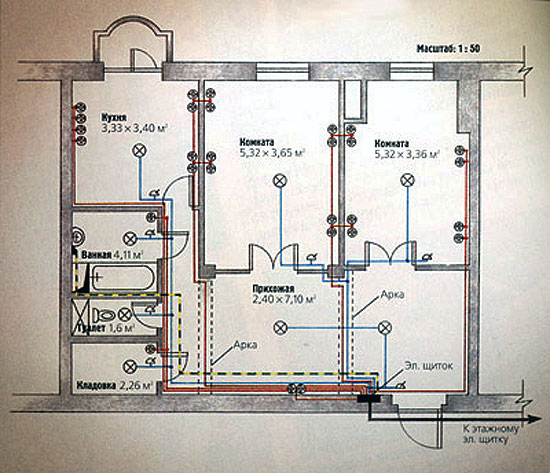 Масштаб: 1 : 50
Кухня
3,33 × 3,40 м²
Комната
5,32 × 3,65 м²
Комната
5,32 × 3,36 м²
Ванная 4,11 м²
Прихожая
2,40 × 7,10 м²
Арка
Туалет 1,6 м²
Арка
Эл. щиток
Кладовка 2,26 м²
К этажному
эл. щитку